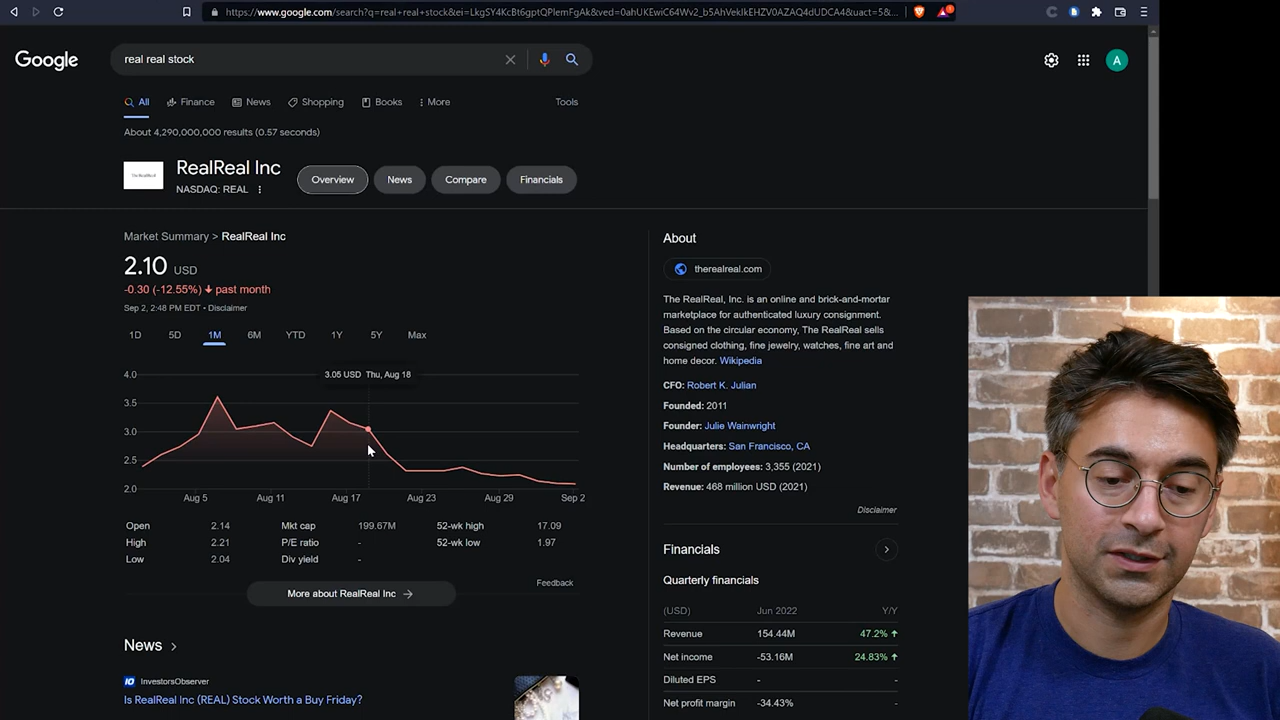 https://www.google.com/search?q=real+real+stock&ei=LkgSY4KcBt6gptQPIemFgAk&ved=0ahUKEwiC64Wv2_b5AhVeklkEHZV0AZAQ4dUDCA4&uact=5&...
Google
real real stock
A
All
Finance
News
Shopping
Books
More
Tools
About 4,290,000,000 results (0.57 seconds)
The RealReal
RealReal Inc
NASDAQ: REAL
Overview
News
Compare
Financials
Market Summary > RealReal Inc
2.10 USD
-0.30 (-12.55%) past month
Sep 2, 2:48 PM EDT • Disclaimer
1D 5D 1M 6M YTD 1Y 5Y Max
3.05 USD Thu, Aug 18
4.0
3.5
3.0
2.5
2.0
Aug 5 Aug 11 Aug 17 Aug 23 Aug 29 Sep 2
Open 2.14 Mkt cap 199.67M 52-wk high 17.09
High 2.21 P/E ratio - 52-wk low 1.97
Low 2.04 Div yield -
Feedback
More about RealReal Inc
News
InvestorsObserver
Is RealReal Inc (REAL) Stock Worth a Buy Friday?
About
therealreal.com
The RealReal, Inc. is an online and brick-and-mortar
marketplace for authenticated luxury consignment.
Based on the circular economy, The RealReal sells
consigned clothing, fine jewelry, watches, fine art and
home decor. Wikipedia
CFO: Robert K. Julian
Founded: 2011
Founder: Julie Wainwright
Headquarters: San Francisco, CA
Number of employees: 3,355 (2021)
Revenue: 468 million USD (2021)
Disclaimer
Financials
Quarterly financials
(USD) Jun 2022 Y/Y
Revenue 154.44M 47.2%
Net income -53.16M 24.83%
Diluted EPS - -
Net profit margin -34.43% -